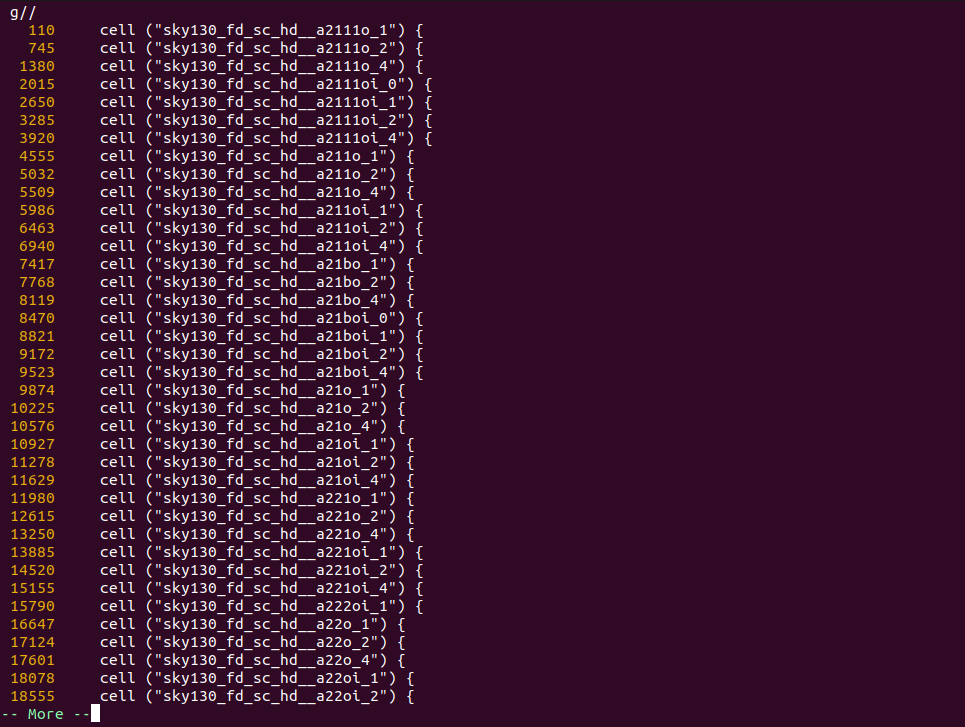 g//
110 cell ("sky130_fd_sc_hd__a2111o_1") {
745 cell ("sky130_fd_sc_hd__a2111o_2") {
1380 cell ("sky130_fd_sc_hd__a2111o_4") {
2015 cell ("sky130_fd_sc_hd__a2111oi_0") {
2650 cell ("sky130_fd_sc_hd__a2111oi_1") {
3285 cell ("sky130_fd_sc_hd__a2111oi_2") {
3920 cell ("sky130_fd_sc_hd__a2111oi_4") {
4555 cell ("sky130_fd_sc_hd__a211o_1") {
5032 cell ("sky130_fd_sc_hd__a211o_2") {
5509 cell ("sky130_fd_sc_hd__a211o_4") {
5986 cell ("sky130_fd_sc_hd__a211oi_1") {
6463 cell ("sky130_fd_sc_hd__a211oi_2") {
6940 cell ("sky130_fd_sc_hd__a211oi_4") {
7417 cell ("sky130_fd_sc_hd__a21bo_1") {
7768 cell ("sky130_fd_sc_hd__a21bo_2") {
8119 cell ("sky130_fd_sc_hd__a21bo_4") {
8470 cell ("sky130_fd_sc_hd__a21boi_0") {
8821 cell ("sky130_fd_sc_hd__a21boi_1") {
9172 cell ("sky130_fd_sc_hd__a21boi_2") {
9523 cell ("sky130_fd_sc_hd__a21boi_4") {
9874 cell ("sky130_fd_sc_hd__a21o_1") {
10225 cell ("sky130_fd_sc_hd__a21o_2") {
10576 cell ("sky130_fd_sc_hd__a21o_4") {
10927 cell ("sky130_fd_sc_hd__a21oi_1") {
11278 cell ("sky130_fd_sc_hd__a21oi_2") {
11629 cell ("sky130_fd_sc_hd__a21oi_4") {
11980 cell ("sky130_fd_sc_hd__a221o_1") {
12615 cell ("sky130_fd_sc_hd__a221o_2") {
13250 cell ("sky130_fd_sc_hd__a221o_4") {
13885 cell ("sky130_fd_sc_hd__a221oi_1") {
14520 cell ("sky130_fd_sc_hd__a221oi_2") {
15155 cell ("sky130_fd_sc_hd__a221oi_4") {
15790 cell ("sky130_fd_sc_hd__a222oi_1") {
16647 cell ("sky130_fd_sc_hd__a22o_1") {
17124 cell ("sky130_fd_sc_hd__a22o_2") {
17601 cell ("sky130_fd_sc_hd__a22o_4") {
18078 cell ("sky130_fd_sc_hd__a22oi_1") {
18555 cell ("sky130_fd_sc_hd__a22oi_2") {
-- More --